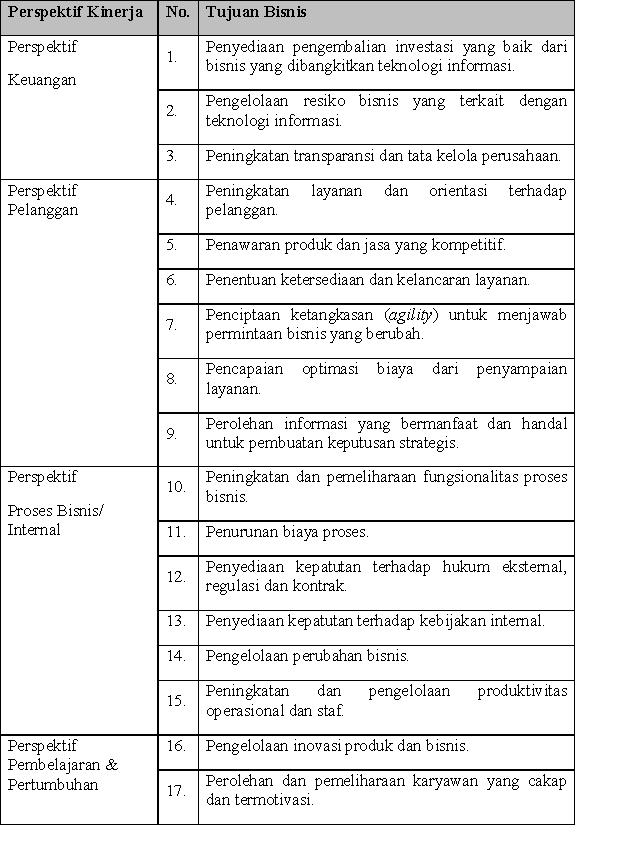 Perspektif Kinerja No. Tujuan Bisnis
Perspektif
Keuangan
1. Penyediaan pengembalian investasi yang baik dari
bisnis yang dibangkitkan teknologi informasi.
2. Pengelolaan resiko bisnis yang terkait dengan
teknologi informasi.
3. Peningkatan transparansi dan tata kelola perusahaan.
Perspektif
Pelanggan
4. Peningkatan layanan dan orientasi terhadap
pelanggan.
5. Penawaran produk dan jasa yang kompetitif.
6. Penentuan ketersediaan dan kelancaran layanan.
7. Penciptaan ketangkasan (agility) untuk menjawab
permintaan bisnis yang berubah.
8. Pencapaian optimasi biaya dari penyampaian
layanan.
9. Perolehan informasi yang bermanfaat dan handal
untuk pembuatan keputusan strategis.
Perspektif
Proses Bisnis/
Internal
10. Peningkatan dan pemeliharaan fungsionalitas proses
bisnis.
11. Penurunan biaya proses.
12. Penyediaan kepatutan terhadap hukum eksternal,
regulasi dan kontrak.
13. Penyediaan kepatutan terhadap kebijakan internal.
14. Pengelolaan perubahan bisnis.
15. Peningkatan dan pengelolaan produktivitas
operasional dan staf.
Perspektif
Pembelajaran &
Pertumbuhan
16. Pengelolaan inovasi produk dan bisnis.
17. Perolehan dan pemeliharaan karyawan yang cakap
dan termotivasi.